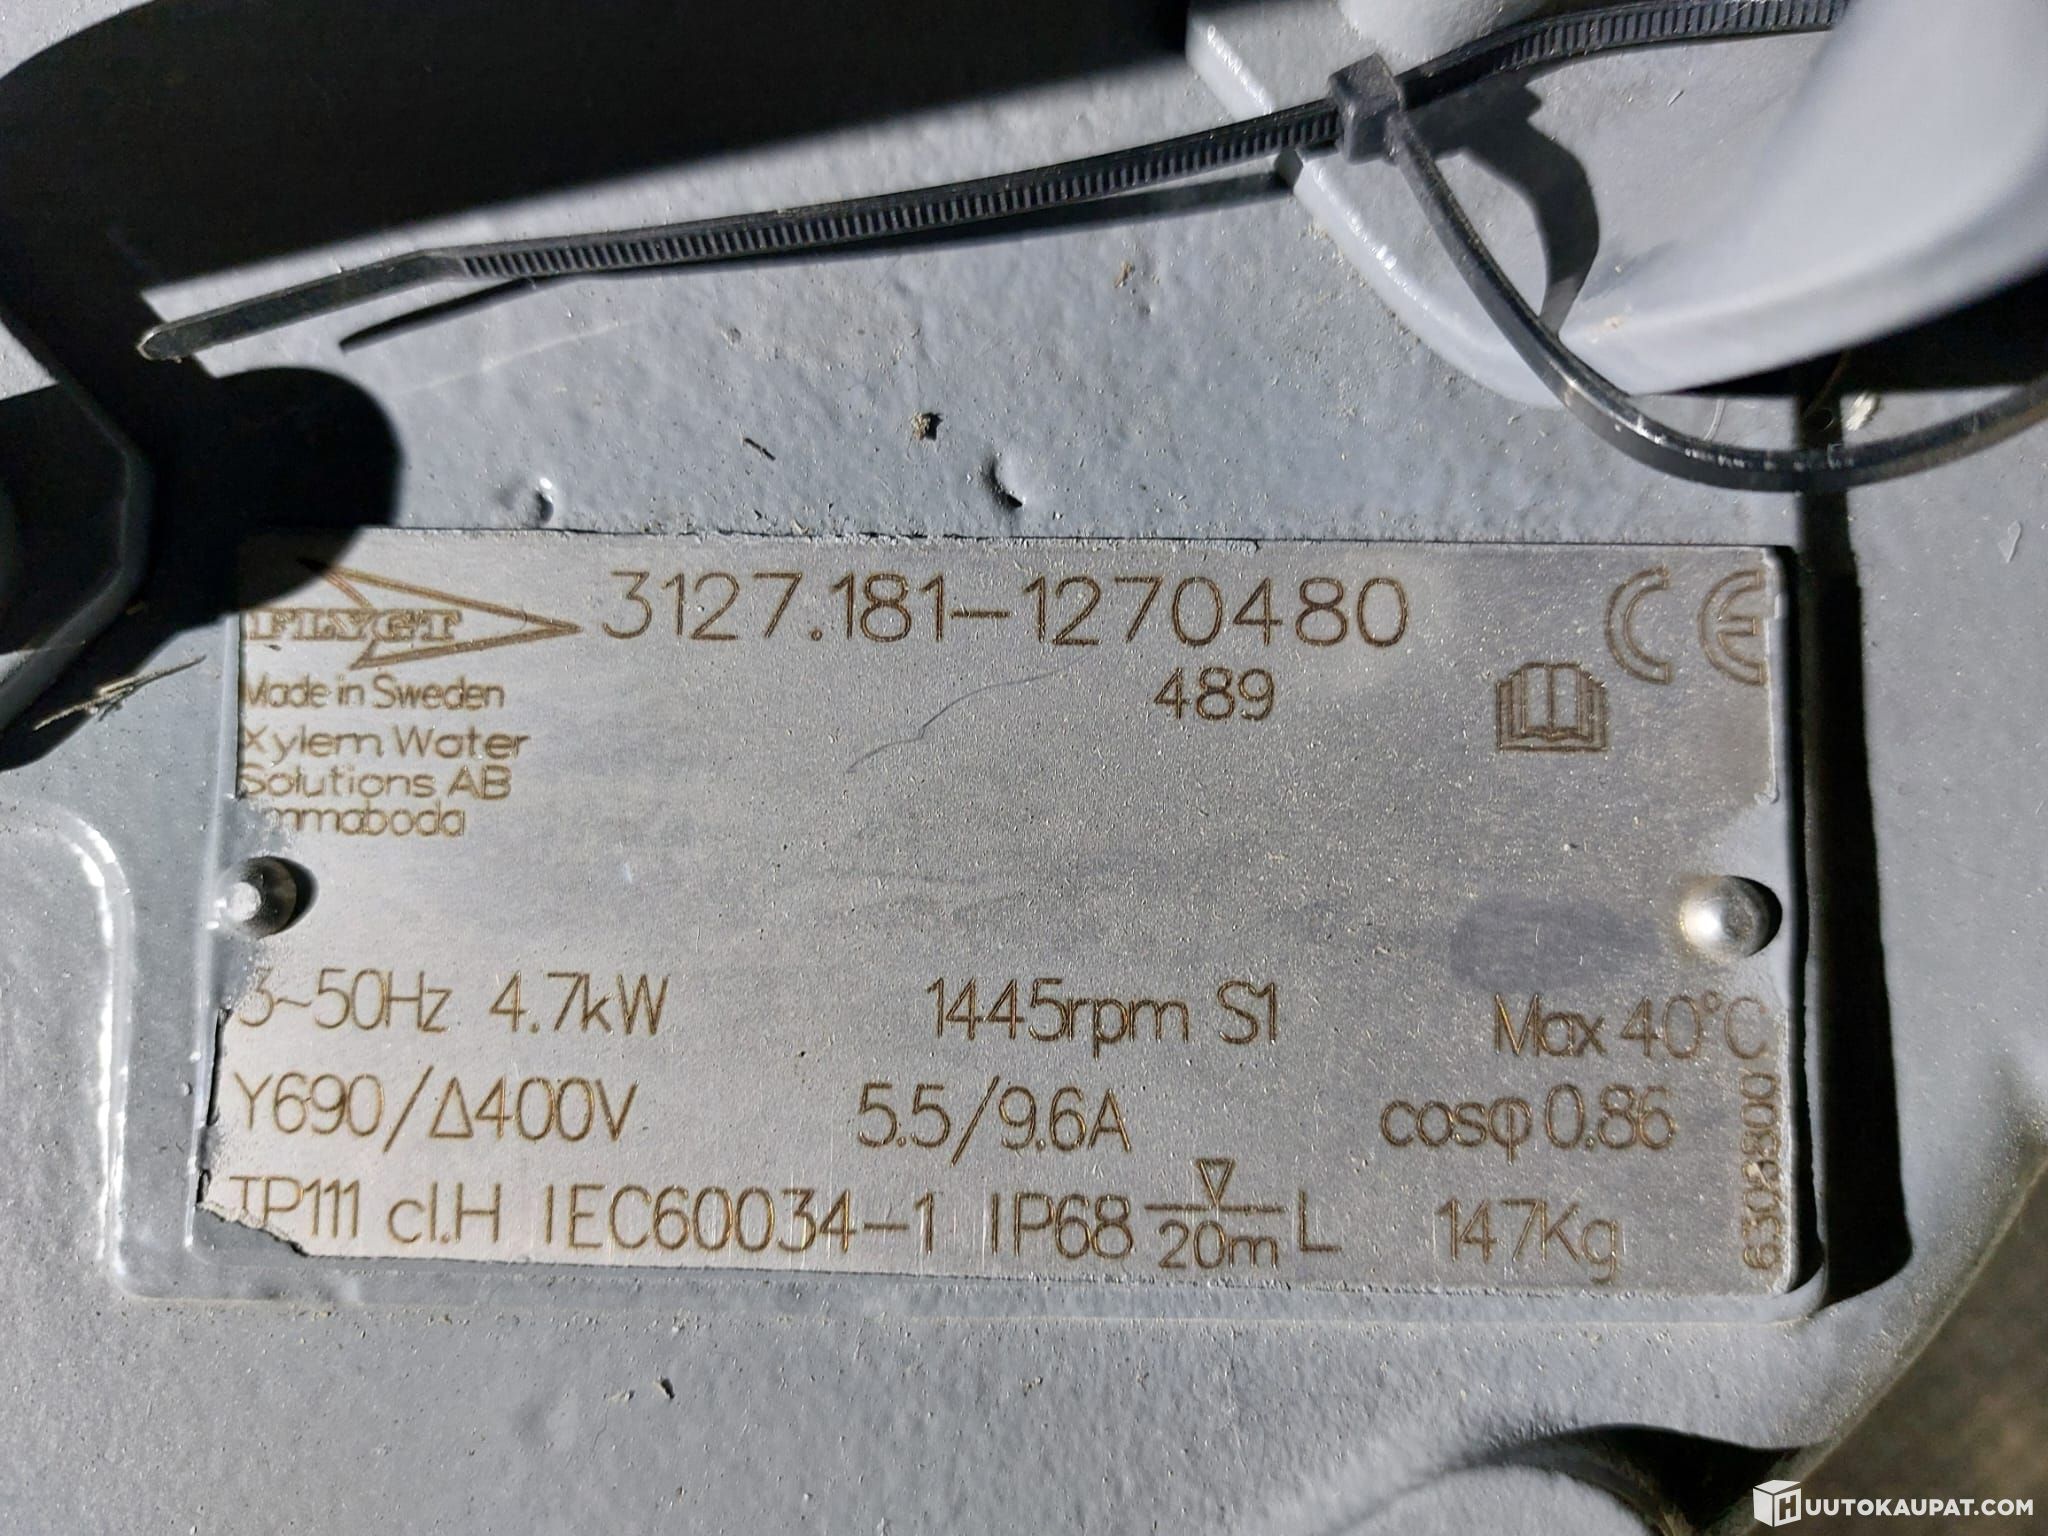 FLYGT 3127.181-1270480
489
CE
Made in Sweden
Xylem Water
Solutions AB
mmaboda
3~50Hz 4.7kW 1445rpm S1 Max 40°C
Y690/Δ400V 5.5/9.6A cosφ 0.86
TP111 cl.H IEC60034-1 IP68 ▽ 20m L 147Kg
HUUTOKAUPAT.COM